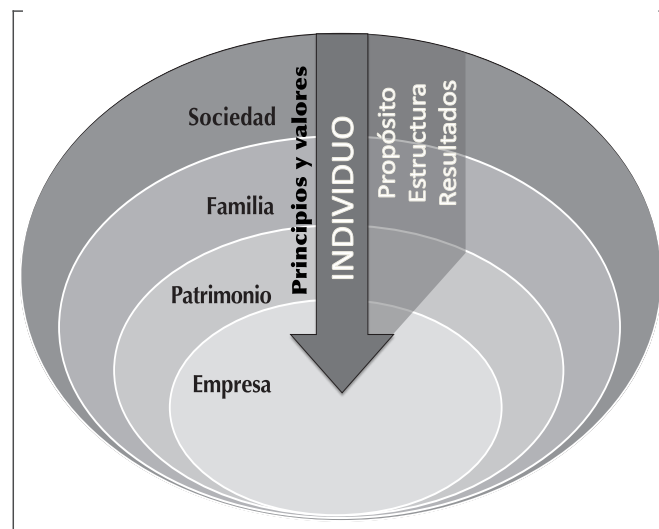 Sociedad
Familia
Patrimonio
Empresa
Principios y valores
INDIVIDUO
Propósito
Estructura
Resultados